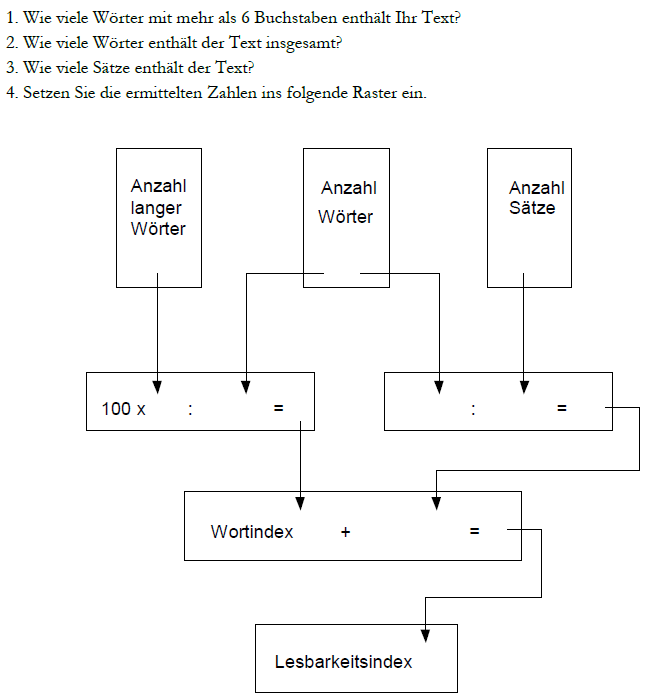 1. Wie viele Wörter mit mehr als 6 Buchstaben enthält Ihr Text?
2. Wie viele Wörter enthält der Text insgesamt?
3. Wie viele Sätze enthält der Text?
4. Setzen Sie die ermittelten Zahlen ins folgende Raster ein.
Anzahl
langer
Wörter
Anzahl
Wörter
Anzahl
Sätze
100 x : =
: =
Wortindex + =
Lesbarkeitsindex